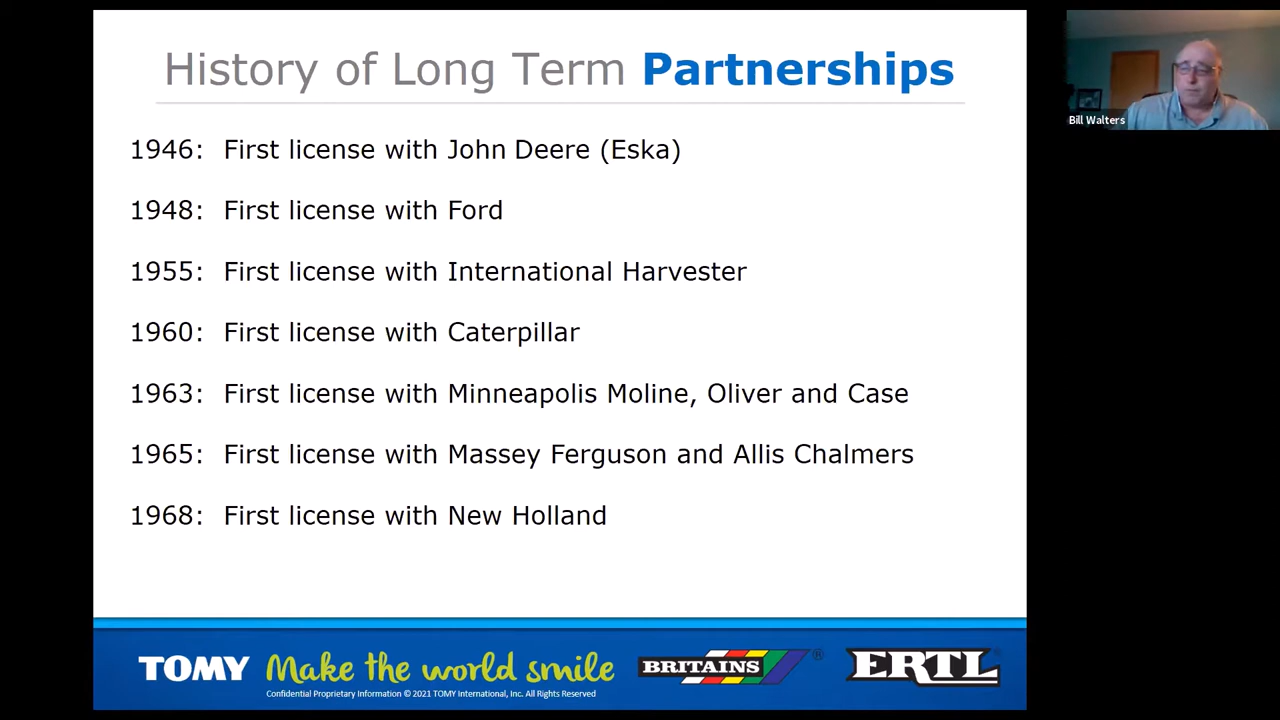 History of Long Term Partnerships
1946: First license with John Deere (Eska)
1948: First license with Ford
1955: First license with International Harvester
1960: First license with Caterpillar
1963: First license with Minneapolis Moline, Oliver and Case
1965: First license with Massey Ferguson and Allis Chalmers
1968: First license with New Holland
Bill Walters
TOMY Make the world smile
Confidential Proprietary Information © 2021 TOMY International, Inc. All Rights Reserved
BRITAINS ®
ERTL